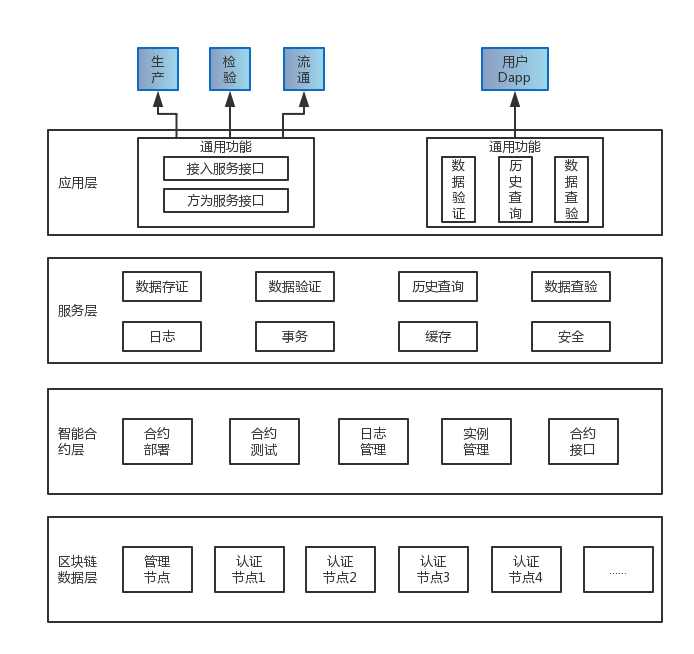 生
产
检
验
流
通
用户
Dapp
应用层
通用功能
接入服务接口
方为服务接口
通用功能
数
据
验
证
历
史
查
询
数
据
查
验
服务层
数据存证
数据验证
历史查询
数据查验
日志
事务
缓存
安全
智能合
约层
合约
部署
合约
测试
日志
管理
实例
管理
合约
接口
区块链
数据层
管理
节点
认证
节点1
认证
节点2
认证
节点3
认证
节点4
......